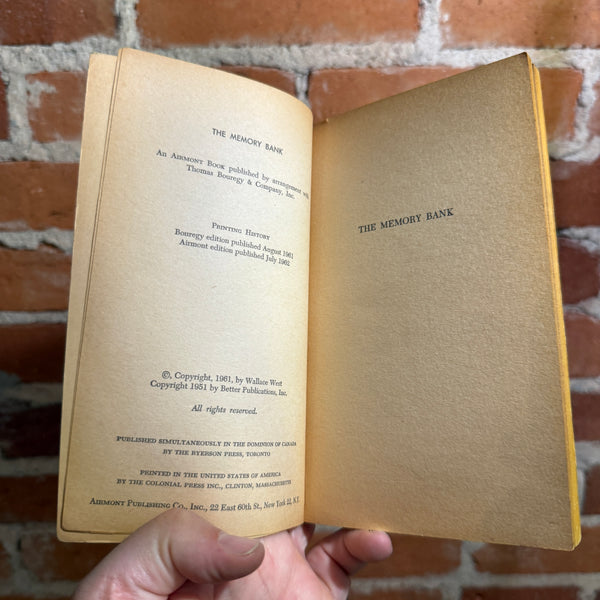 THE MEMORY BANK
An AIRMONT BOOK published by arrangement with
Thomas Bouregy & Company, Inc.
PRINTING HISTORY
Bouregy edition published August 1961
Airmont edition published July 1962
©, Copyright, 1961, by Wallace West
Copyright 1951 by Better Publications, Inc.
All rights reserved.
PUBLISHED SIMULTANEOUSLY IN THE DOMINION OF CANADA
BY THE RYERSON PRESS, TORONTO
PRINTED IN THE UNITED STATES OF AMERICA
BY THE COLONIAL PRESS INC., CLINTON, MASSACHUSETTS
AIRMONT PUBLISHING CO., INC., 22 EAST 60TH ST., NEW YORK 22, N.Y.
THE MEMORY BANK